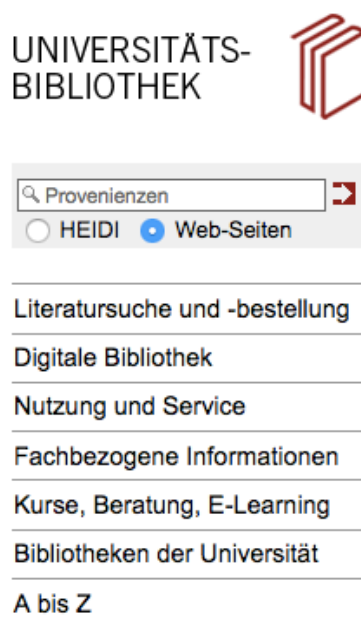 UNIVERSITÄTS-
BIBLIOTHEK
Provenienzen
HEIDI Web-Seiten
Literatursuche und -bestellung
Digitale Bibliothek
Nutzung und Service
Fachbezogene Informationen
Kurse, Beratung, E-Learning
Bibliotheken der Universität
A bis Z